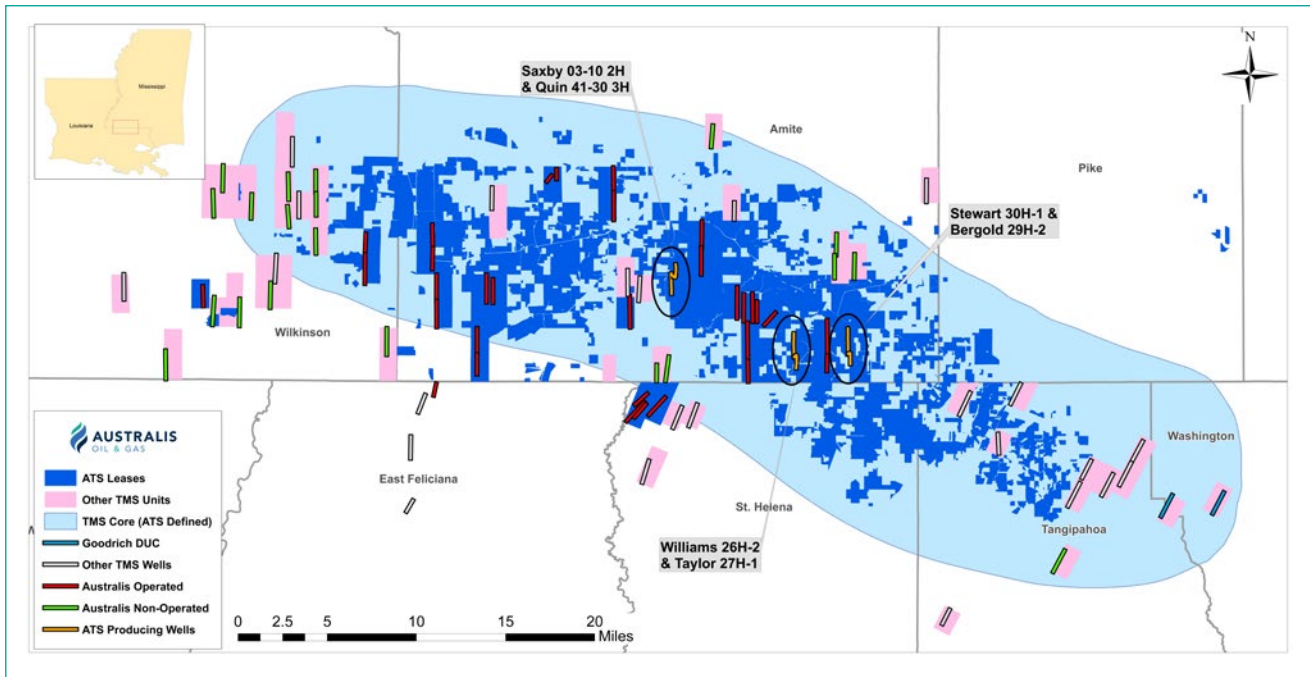 Mississippi
Louisiana
Saxby 03-10 2H
& Quin 41-30 3H
N
Amite
Pike
Stewart 30H-1 &
Bergold 29H-2
Wilkinson
Washington
East Feliciana
St. Helena
Tangipahoa
Williams 26H-2
& Taylor 27H-1
AUSTRALIS
OIL & GAS
ATS Leases
Other TMS Units
TMS Core (ATS Defined)
Goodrich DUC
Other TMS Wells
Australis Operated
Australis Non-Operated
ATS Producing Wells
0 2.5 5 10 15 20
Miles